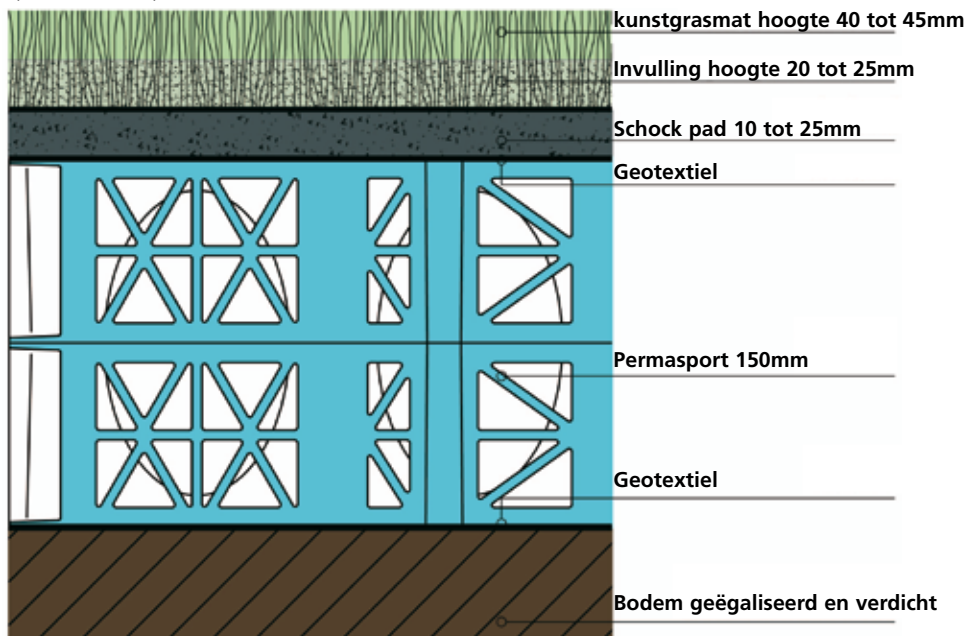 kunstgrasmat hoogte 40 tot 45mm
Invulling hoogte 20 tot 25mm
Schock pad 10 tot 25mm
Geotextiel
Permasport 150mm
Geotextiel
Bodem geëgaliseerd en verdicht